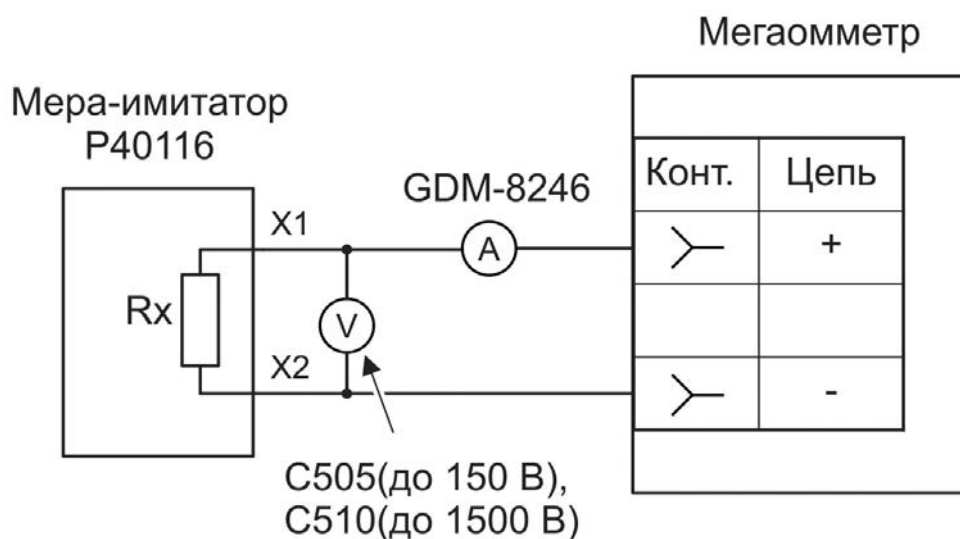 Мегаомметр
Мера-имитатор
Р40116
GDM-8246
Конт.
Цепь
X1
A
+
Rx
V
X2
-
С505(до 150 В),
С510(до 1500 В)